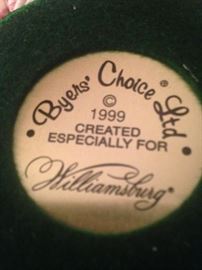 • Byers' Choice® Ltd •
©
1999
CREATED
ESPECIALLY FOR
Williamsburg®